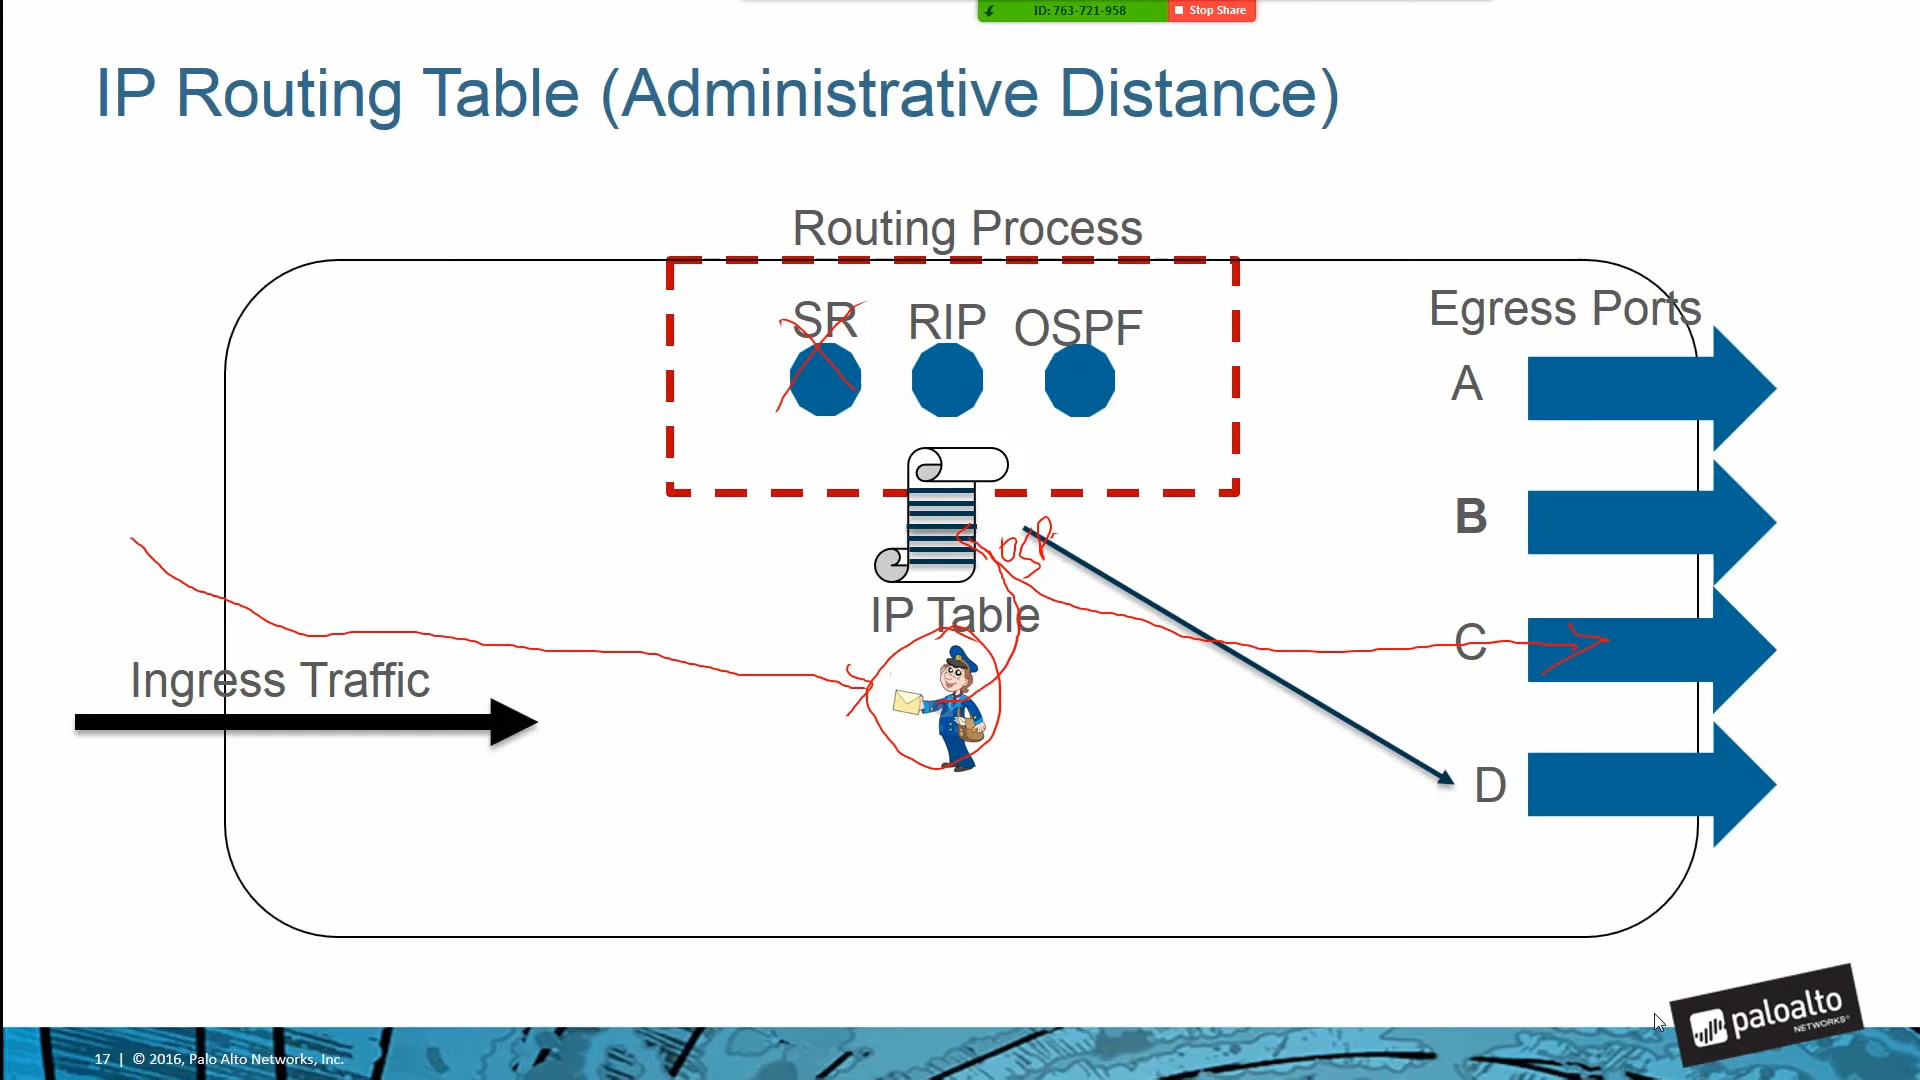 ID: 763-721-958
Stop Share
IP Routing Table (Administrative Distance)
Routing Process
SR
RIP
OSPF
Egress Ports
A
B
C
D
IP Table
Ingress Traffic
paloalto
NETWORKS®
17 | © 2016, Palo Alto Networks, Inc.